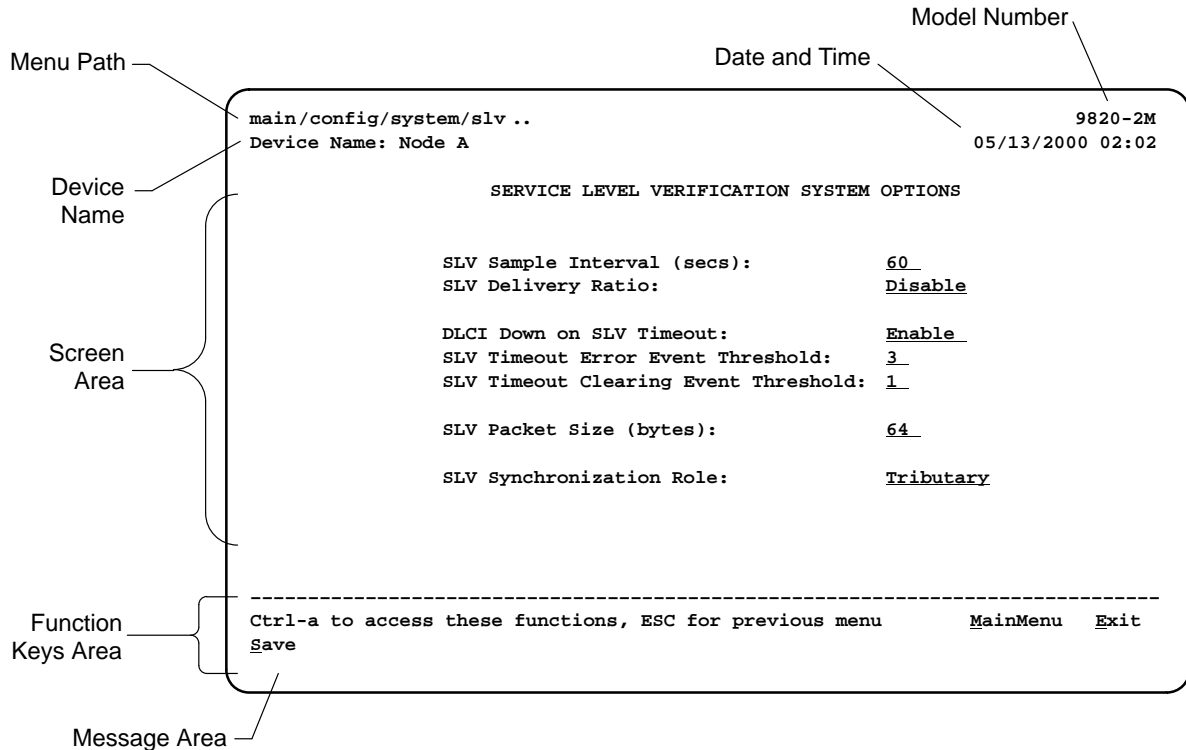 Model Number
Date and Time
Menu Path
main/config/system/slv .. 9820-2M
Device Name: Node A 05/13/2000 02:02
Device
Name
SERVICE LEVEL VERIFICATION SYSTEM OPTIONS
SLV Sample Interval (secs): 60
SLV Delivery Ratio: Disable
DLCI Down on SLV Timeout: Enable
Screen
Area
SLV Timeout Error Event Threshold: 3
SLV Timeout Clearing Event Threshold: 1
SLV Packet Size (bytes): 64
SLV Synchronization Role: Tributary
--------------------------------------------------------------------------------
Function
Keys Area
Ctrl-a to access these functions, ESC for previous menu MainMenu Exit
Save
Message Area